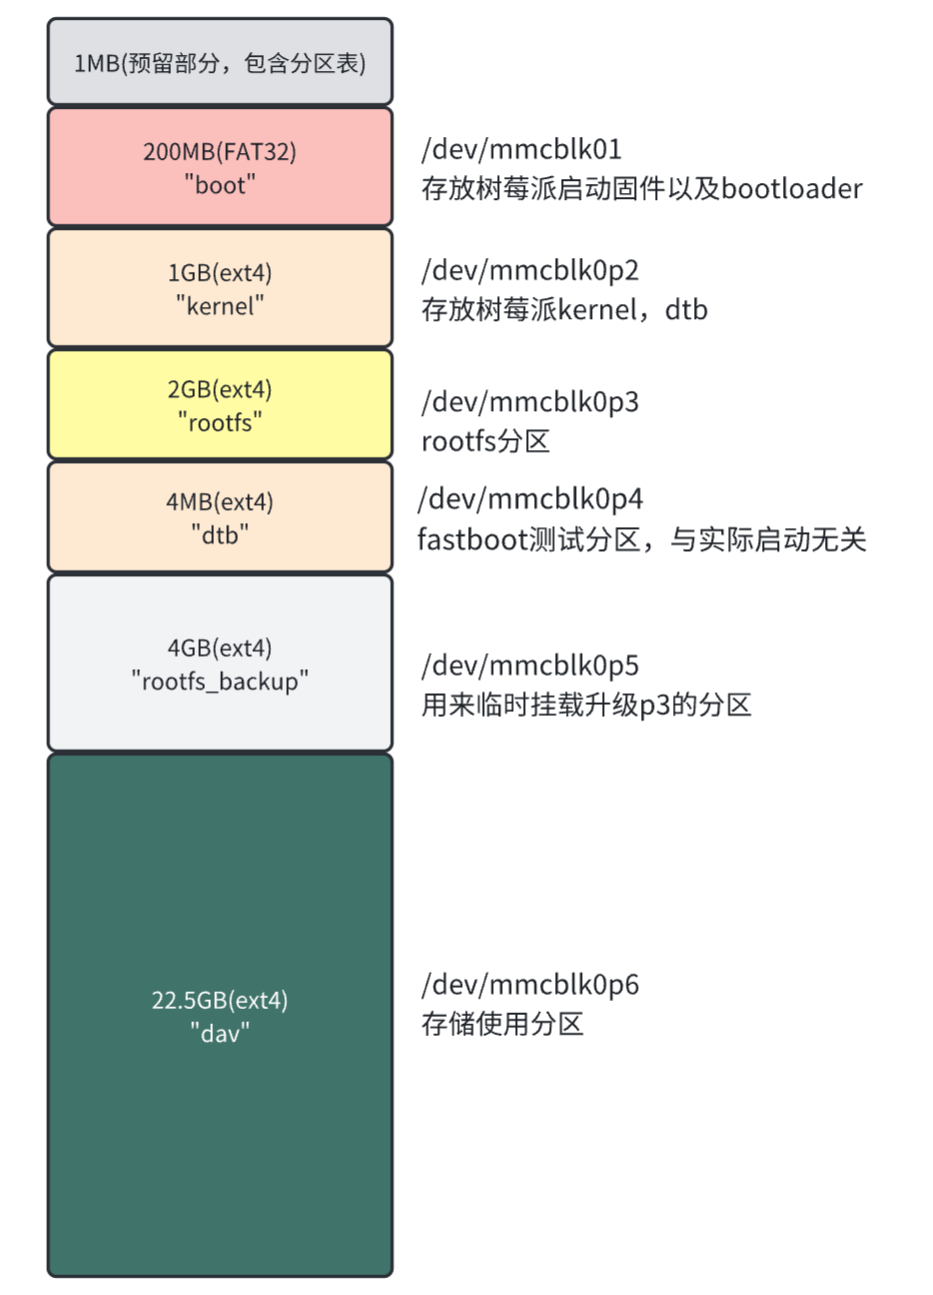 1MB(预留部分，包含分区表)
200MB(FAT32)
"boot"
/dev/mmcblk01
存放树莓派启动固件以及bootloader
1GB(ext4)
"kernel"
/dev/mmcblk0p2
存放树莓派kernel，dtb
2GB(ext4)
"rootfs"
/dev/mmcblk0p3
rootfs分区
4MB(ext4)
"dtb"
/dev/mmcblk0p4
fastboot测试分区，与实际启动无关
4GB(ext4)
"rootfs_backup"
/dev/mmcblk0p5
用来临时挂载升级p3的分区
22.5GB(ext4)
"dav"
/dev/mmcblk0p6
存储使用分区